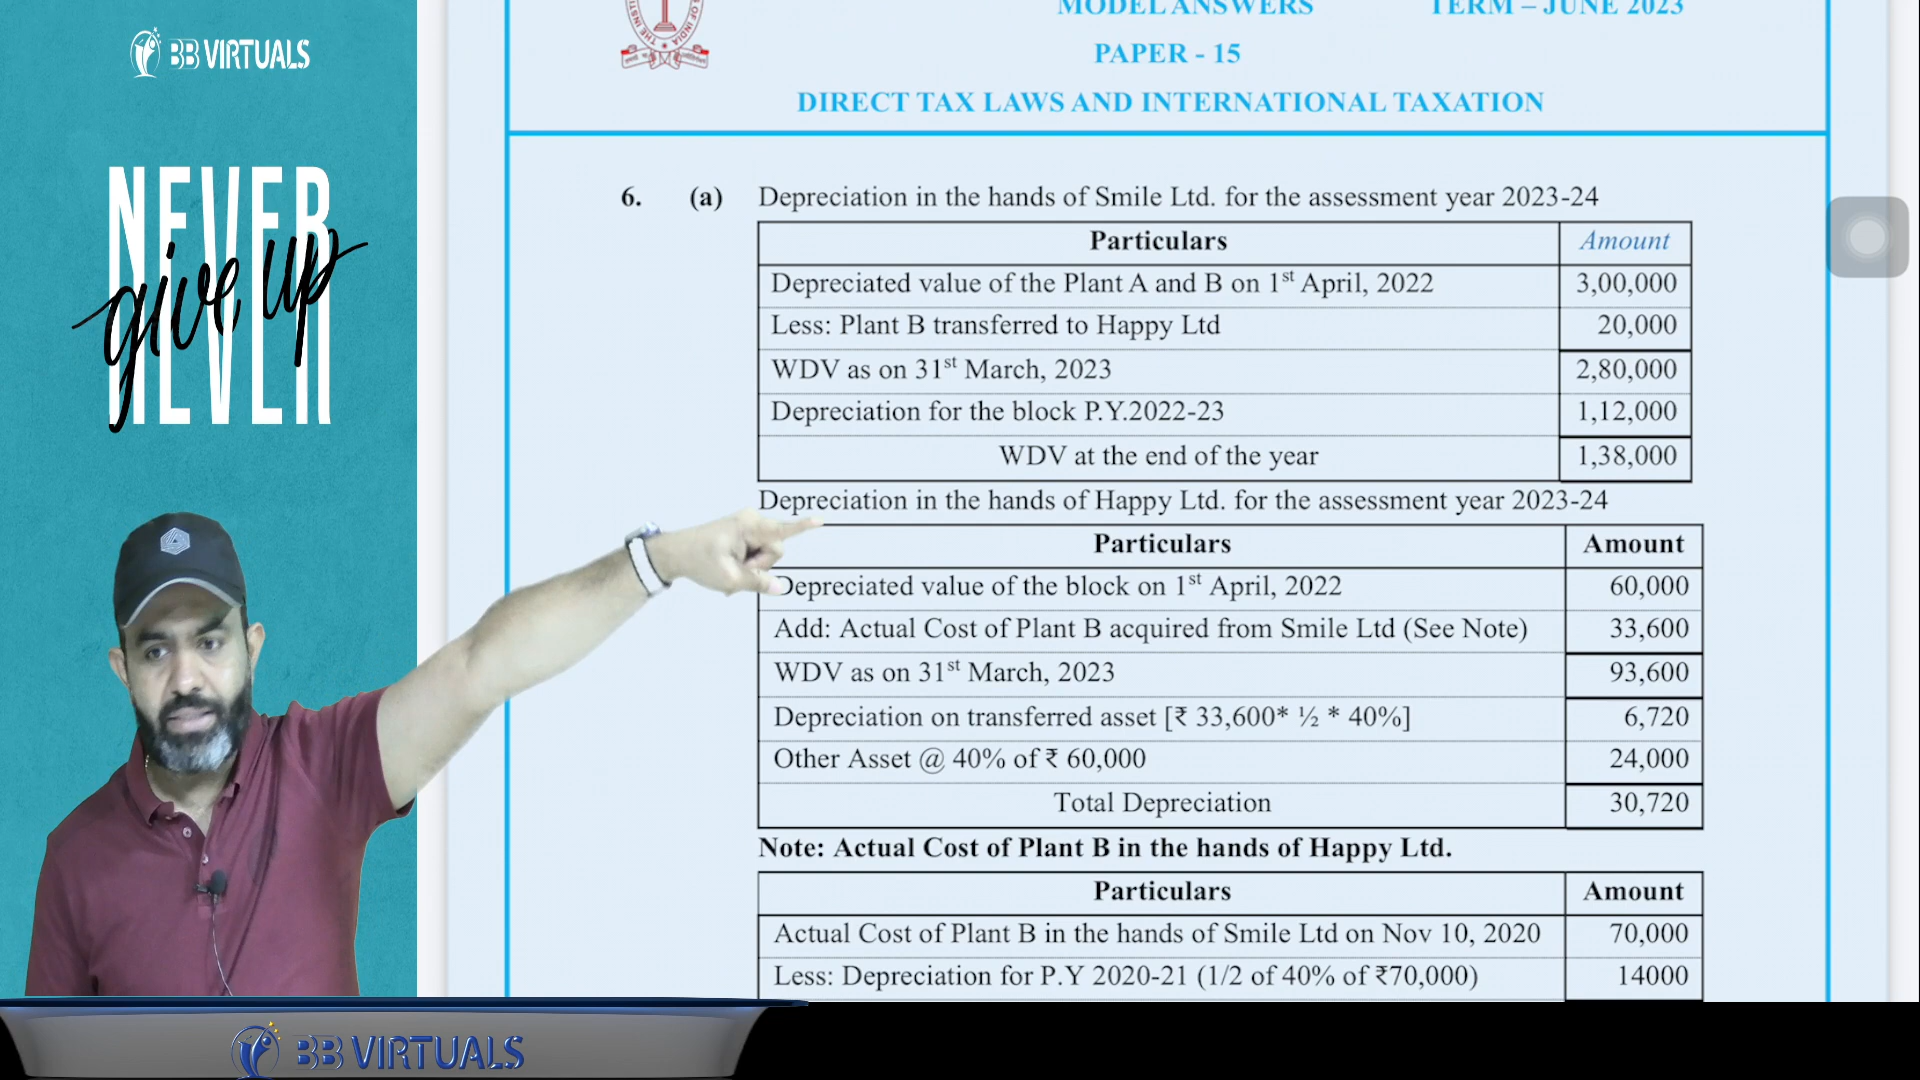 BB VIRTUALS
NEVER
give up
NEVER
MODEL ANSWERS TERM – JUNE 2023
PAPER - 15
DIRECT TAX LAWS AND INTERNATIONAL TAXATION
6. (a) Depreciation in the hands of Smile Ltd. for the assessment year 2023-24
Particulars Amount
Depreciated value of the Plant A and B on 1st April, 2022 3,00,000
Less: Plant B transferred to Happy Ltd 20,000
WDV as on 31st March, 2023 2,80,000
Depreciation for the block P.Y.2022-23 1,12,000
WDV at the end of the year 1,38,000
Depreciation in the hands of Happy Ltd. for the assessment year 2023-24
Particulars Amount
Depreciated value of the block on 1st April, 2022 60,000
Add: Actual Cost of Plant B acquired from Smile Ltd (See Note) 33,600
WDV as on 31st March, 2023 93,600
Depreciation on transferred asset [₹ 33,600* ½ * 40%] 6,720
Other Asset @ 40% of ₹ 60,000 24,000
Total Depreciation 30,720
Note: Actual Cost of Plant B in the hands of Happy Ltd.
Particulars Amount
Actual Cost of Plant B in the hands of Smile Ltd on Nov 10, 2020 70,000
Less: Depreciation for P.Y 2020-21 (1/2 of 40% of ₹70,000) 14000
BB VIRTUALS